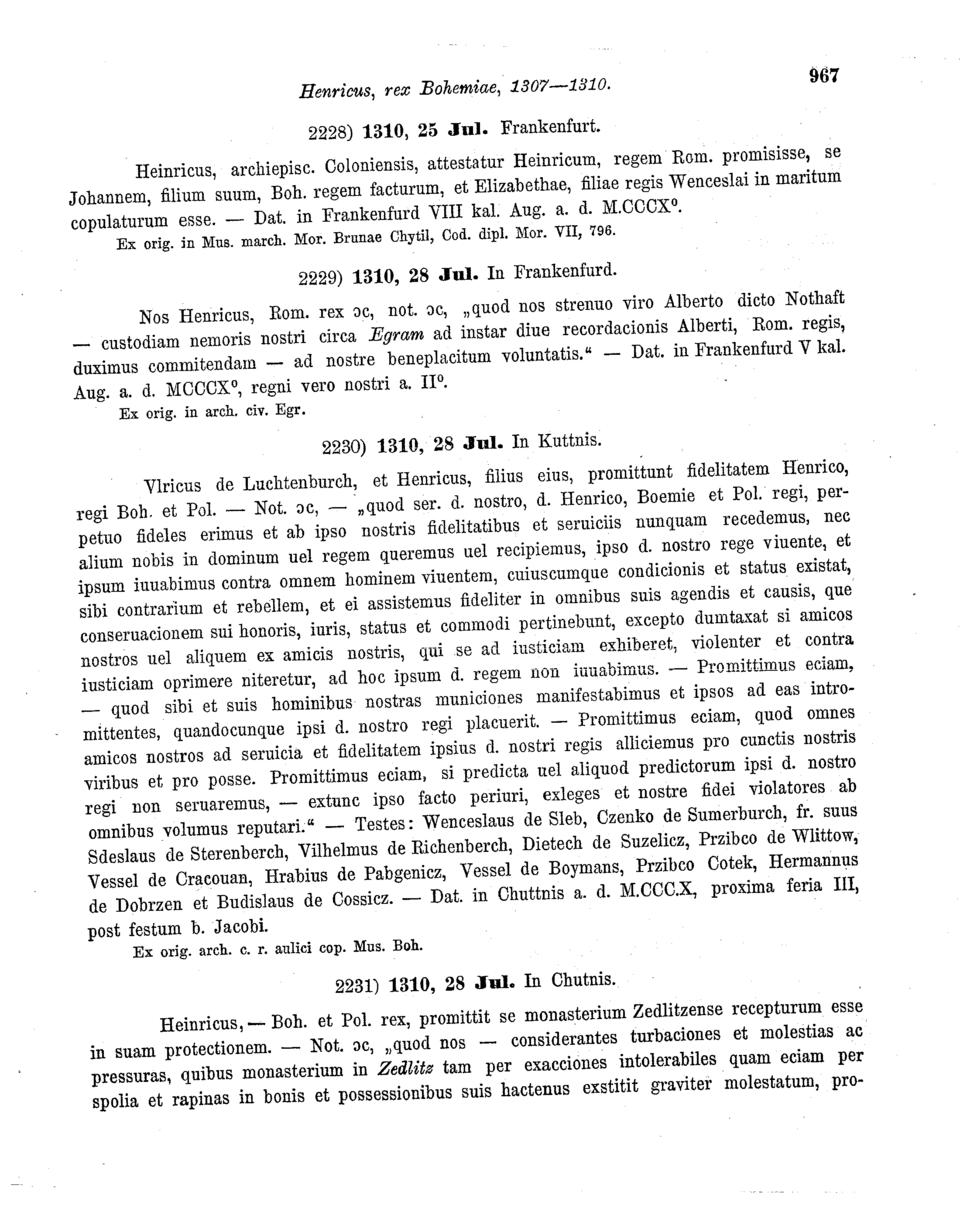 Henricus, rex Bohemiae, 1307—1310.
967
2228) 1310, 25 Jul. Frankenfurt.
Heinricus, archiepisc. Coloniensis, attestatur Heinricum, regem Rom. promisisse, se
Johannem, filium suum, Boh. regem facturum, et Elizabethae, filiae regis Wenceslai in maritum
copulaturum esse. — Dat. in Frankenfurd VIII kal. Aug. a. d. M.CCCX⁰.
Ex orig. in Mus. march. Mor. Brunae Chytil, Cod. dipl. Mor. VII, 796.
2229) 1310, 28 Jul. In Frankenfurd.
Nos Henricus, Rom. rex ɔc, not. ɔc, „quod nos strenuo viro Alberto dicto Nothaft
— custodiam nemoris nostri circa Egram ad instar diue recordacionis Alberti, Rom. regis,
duximus commitendam — ad nostre beneplacitum voluntatis.“ — Dat. in Frankenfurd V kal.
Aug. a. d. MCCCX⁰, regni vero nostri a. II⁰.
Ex orig. in arch. civ. Egr.
2230) 1310, 28 Jul. In Kuttnis.
Vlricus de Luchtenburch, et Henricus, filius eius, promittunt fidelitatem Henrico,
regi Boh. et Pol. — Not. ɔc, — „quod ser. d. nostro, d. Henrico, Boemie et Pol. regi, per-
petuo fideles erimus et ab ipso nostris fidelitatibus et seruiciis nunquam recedemus, nec
alium nobis in dominum uel regem queremus uel recipiemus, ipso d. nostro rege viuente, et
ipsum iuuabimus contra omnem hominem viuentem, cuiuscumque condicionis et status existat,
sibi contrarium et rebellem, et ei assistemus fideliter in omnibus suis agendis et causis, que
conseruacionem sui honoris, iuris, status et commodi pertinebunt, excepto dumtaxat si amicos
nostros uel aliquem ex amicis nostris, qui se ad iusticiam exhiberet, violenter et contra
iusticiam oprimere niteretur, ad hoc ipsum d. regem non iuuabimus. — Promittimus eciam,
— quod sibi et suis hominibus nostras municiones manifestabimus et ipsos ad eas intro-
mittentes, quandocunque ipsi d. nostro regi placuerit. — Promittimus eciam, quod omnes
amicos nostros ad seruicia et fidelitatem ipsius d. nostri regis alliciemus pro cunctis nostris
viribus et pro posse. Promittimus eciam, si predicta uel aliquod predictorum ipsi d. nostro
regi non seruaremus, — extunc ipso facto periuri, exleges et nostre fidei violatores ab
omnibus volumus reputari.“ — Testes: Wenceslaus de Sleb, Czenko de Sumerburch, fr. suus
Sdeslaus de Sterenberch, Vilhelmus de Richenberch, Dietech de Suzelicz, Przibco de Wlittow,
Vessel de Cracouan, Hrabius de Pabgenicz, Vessel de Boymans, Przibco Cotek, Hermannus
de Dobrzen et Budislaus de Cossicz. — Dat. in Chuttnis a. d. M.CCC.X, proxima feria III,
post festum b. Jacobi.
Ex orig. arch. c. r. aulici cop. Mus. Boh.
2231) 1310, 28 Jul. In Chutnis.
Heinricus, — Boh. et Pol. rex, promittit se monasterium Zedlitzense recepturum esse
in suam protectionem. — Not. ɔc, „quod nos — considerantes turbaciones et molestias ac
pressuras, quibus monasterium in Zedlitz tam per exacciones intolerabiles quam eciam per
spolia et rapinas in bonis et possessionibus suis hactenus exstitit graviter molestatum, pro-